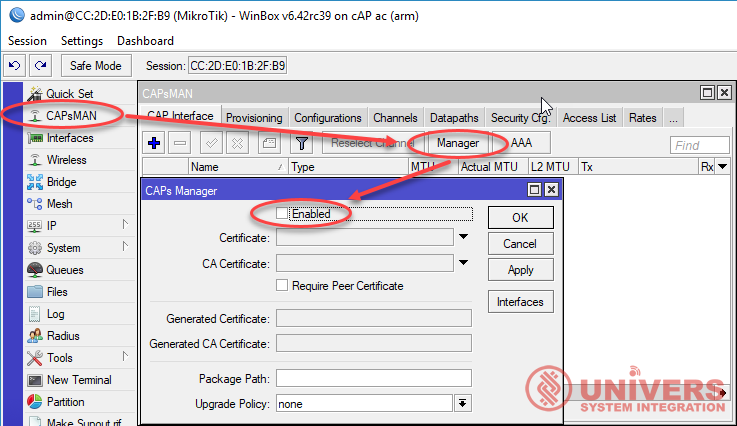 admin@CC:2D:E0:1B:2F:B9 (MikroTik) - WinBox v6.42rc39 on cAP ac (arm)
Session Settings Dashboard
Safe Mode Session: CC:2D:E0:1B:2F:B9
Quick Set
CAPsMAN
Interfaces
Wireless
Bridge
Mesh
IP
System
Queues
Files
Log
Radius
Tools
New Terminal
Partition
Make Supout.rif
CAPsMAN
CAP Interface Provisioning Configurations Channels Datapaths Security Cfg. Access List Rates ...
Reselect Channel Manager AAA Find
Name Type MTU Actual MTU L2 MTU Tx Rx
CAPs Manager
Enabled
Certificate:
CA Certificate:
Require Peer Certificate
Generated Certificate:
Generated CA Certificate:
Package Path:
Upgrade Policy: none
OK
Cancel
Apply
Interfaces
UNIVERS
SYSTEM INTEGRATION